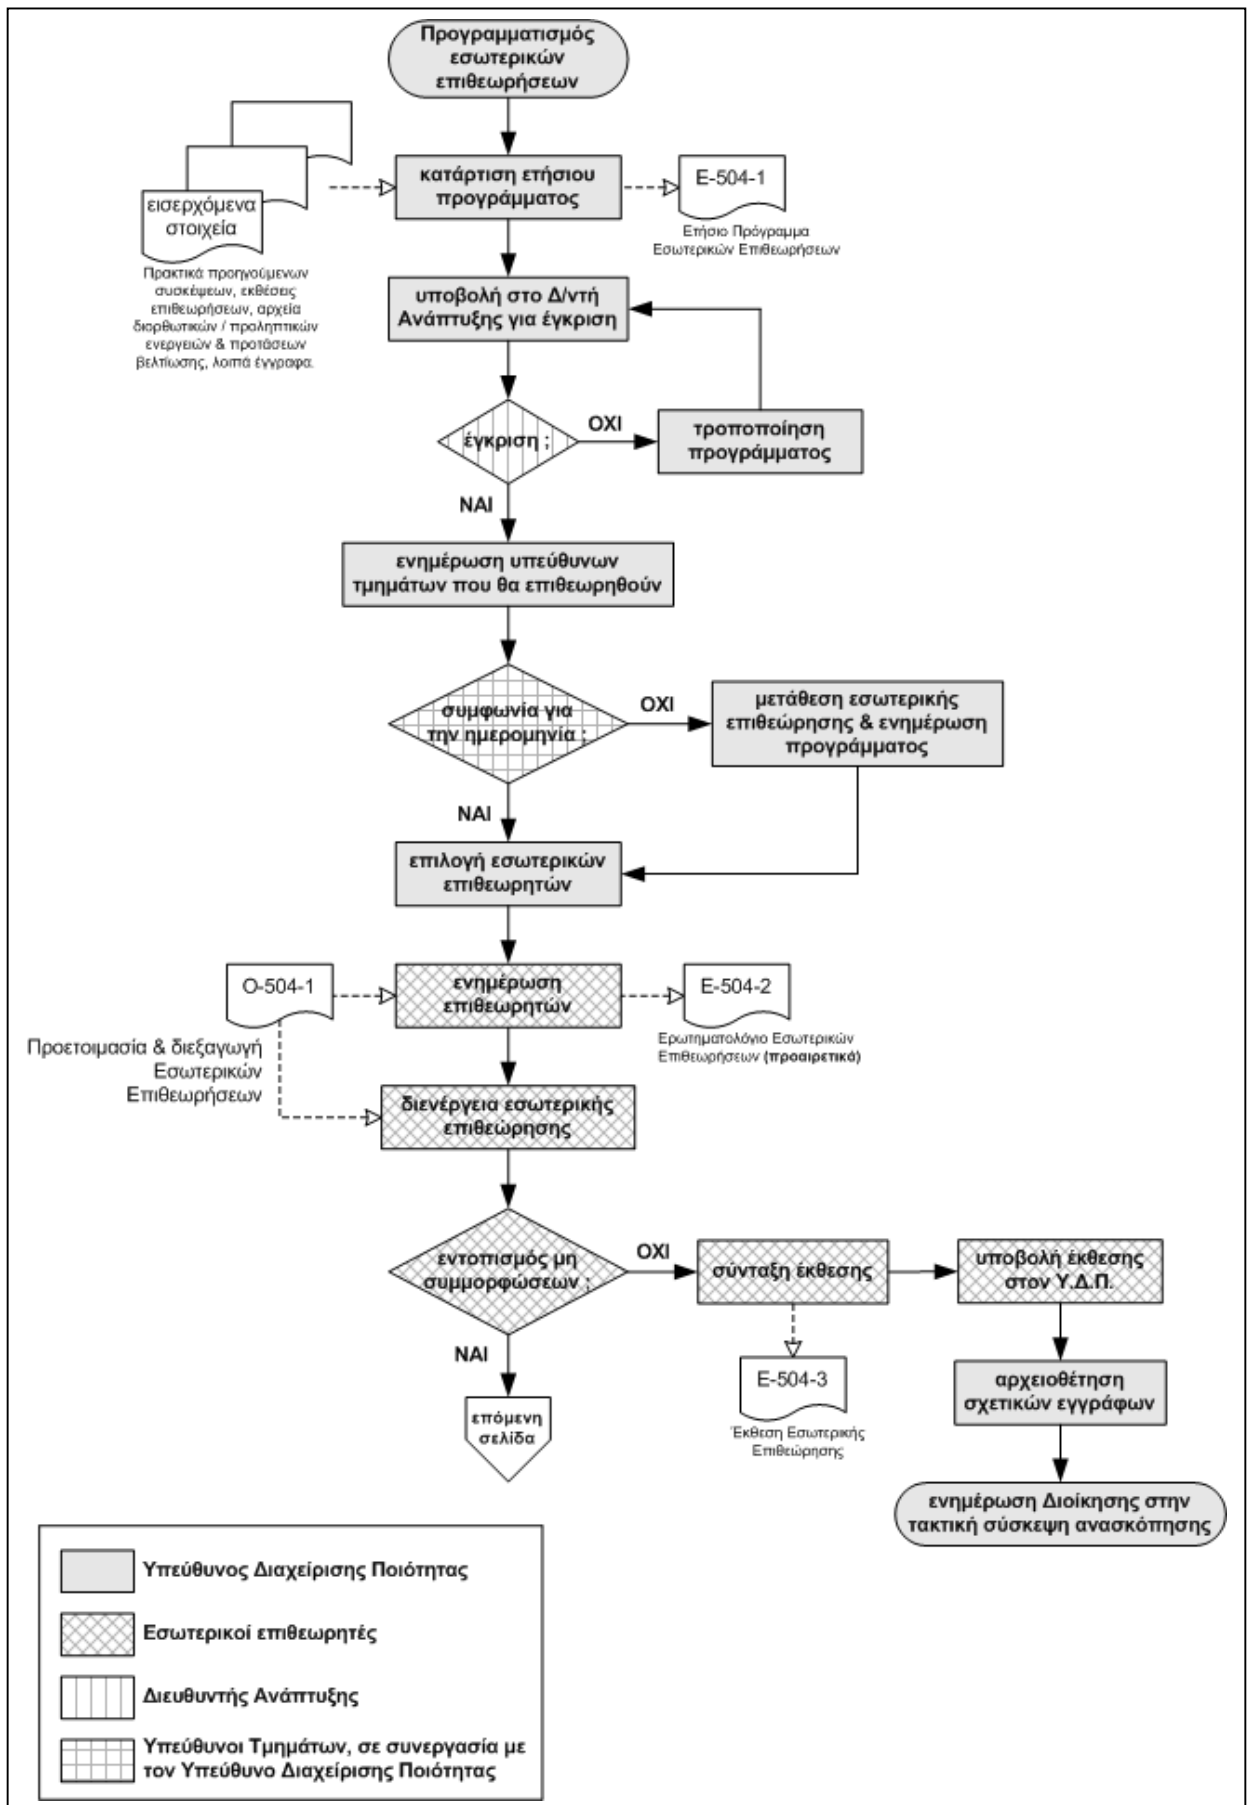 Προγραμματισμός
εσωτερικών
επιθεωρήσεων
κατάρτιση ετήσιου
προγράμματος
Ε-504-1
Ετήσιο Πρόγραμμα
Εσωτερικών Επιθεωρήσεων
εισερχόμενα
στοιχεία
Πρακτικά προηγούμενων
συσκέψεων, εκθέσεις
επιθεωρήσεων, αρχεία
διορθωτικών / προληπτικών
ενεργειών & προτάσεων
βελτίωσης, λοιπά έγγραφα.
υποβολή στο Δ/ντή
Ανάπτυξης για έγκριση
έγκριση ;
ΟΧΙ
τροποποίηση
προγράμματος
ΝΑΙ
ενημέρωση υπεύθυνων
τμημάτων που θα επιθεωρηθούν
συμφωνία για
την ημερομηνία ;
ΟΧΙ
μετάθεση εσωτερικής
επιθεώρησης & ενημέρωση
προγράμματος
ΝΑΙ
επιλογή εσωτερικών
επιθεωρητών
Ο-504-1
Προετοιμασία & διεξαγωγή
Εσωτερικών
Επιθεωρήσεων
ενημέρωση
επιθεωρητών
Ε-504-2
Ερωτηματολόγιο Εσωτερικών
Επιθεωρήσεων (προαιρετικά)
διενέργεια εσωτερικής
επιθεώρησης
εντοπισμός μη
συμμορφώσεων ;
ΟΧΙ
σύνταξη έκθεσης
υποβολή έκθεσης
στον Υ.Δ.Π.
ΝΑΙ
επόμενη
σελίδα
Ε-504-3
Έκθεση Εσωτερικής
Επιθεώρησης
αρχειοθέτηση
σχετικών εγγράφων
ενημέρωση Διοίκησης στην
τακτική σύσκεψη ανασκόπησης
Υπεύθυνος Διαχείρισης Ποιότητας
Εσωτερικοί επιθεωρητές
Διευθυντής Ανάπτυξης
Υπεύθυνοι Τμημάτων, σε συνεργασία με
τον Υπεύθυνο Διαχείρισης Ποιότητας